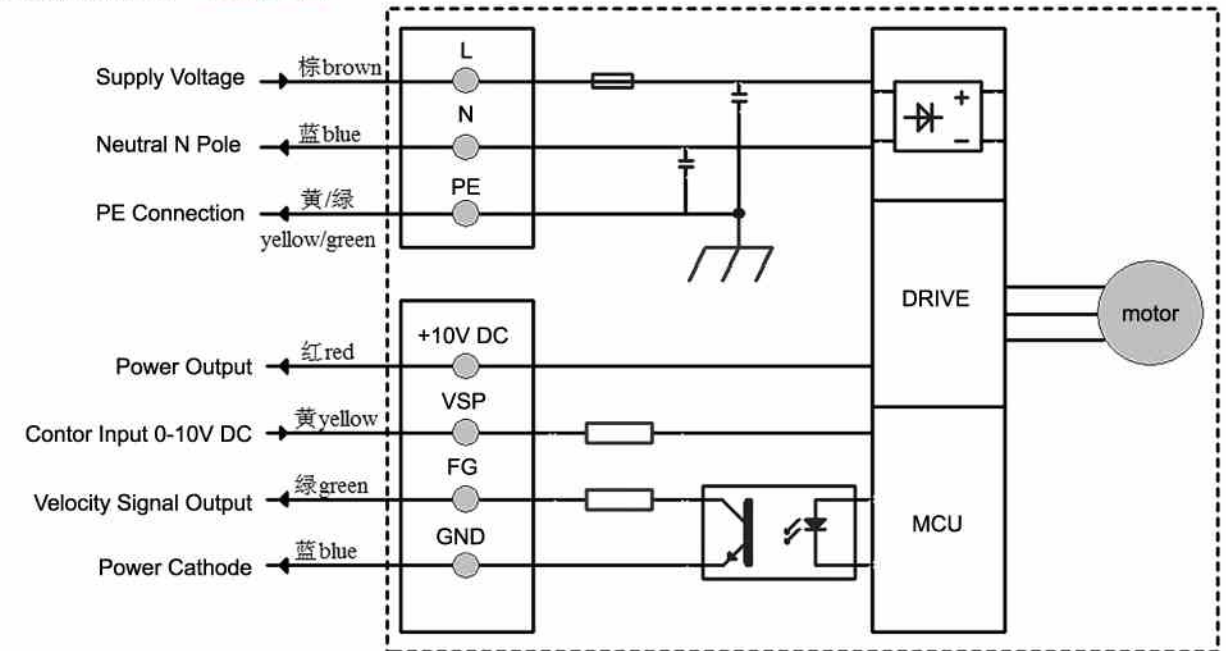 L
Supply Voltage
棕brown
N
Neutral N Pole
蓝blue
PE
PE Connection
黄/绿
yellow/green
+
−
DRIVE
motor
+10V DC
Power Output
红red
VSP
Contor Input 0-10V DC
黄yellow
FG
Velocity Signal Output
绿green
GND
Power Cathode
蓝blue
MCU